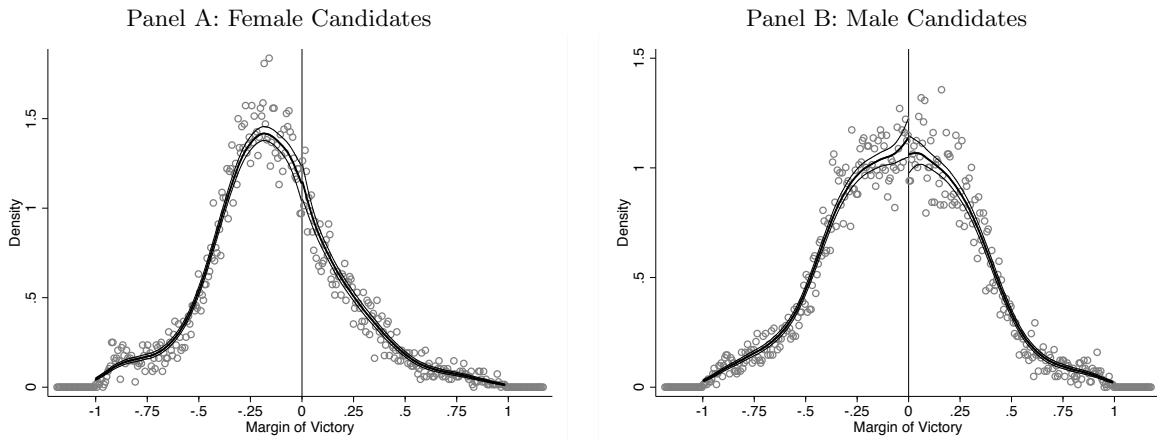 Panel A: Female Candidates
1.5
1
.5
0
Density
-1 -.75 -.5 -.25 0 .25 .5 .75 1
Margin of Victory
Panel B: Male Candidates
1.5
1
.5
0
Density
-1 -.75 -.5 -.25 0 .25 .5 .75 1
Margin of Victory